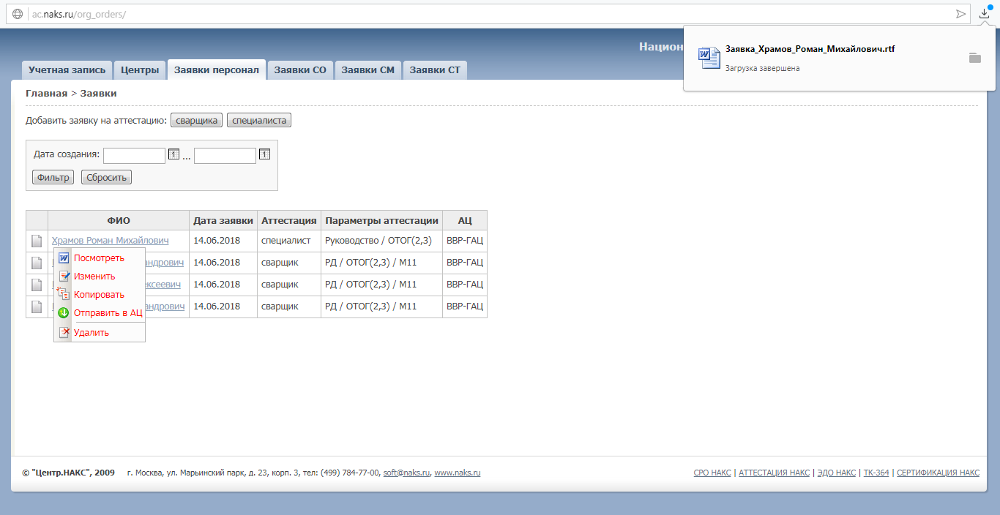 ac.naks.ru/org_orders/
Национ
Заявка_Храмов_Роман_Михайлович.rtf
Загрузка завершена
Учетная запись Центры Заявки персонал Заявки СО Заявки СМ Заявки СТ
Главная > Заявки
Добавить заявку на аттестацию: сварщика специалиста
Дата создания: 1 ... 1
Фильтр Сбросить
ФИО Дата заявки Аттестация Параметры аттестации АЦ
Храмов Роман Михайлович 14.06.2018 специалист Руководство / ОТОГ(2,3) ВВР-ГАЦ
андрович 14.06.2018 сварщик РД / ОТОГ(2,3) / М11 ВВР-ГАЦ
ексеевич 14.06.2018 сварщик РД / ОТОГ(2,3) / М11 ВВР-ГАЦ
андрович 14.06.2018 сварщик РД / ОТОГ(2,3) / М11 ВВР-ГАЦ
Посмотреть
Изменить
Копировать
Отправить в АЦ
Удалить
© "Центр.НАКС", 2009 г. Москва, ул. Марьинский парк, д. 23, корп. 3, тел: (499) 784-77-00, soft@naks.ru, www.naks.ru
СРО НАКС | АТТЕСТАЦИЯ НАКС | ЭДО НАКС | ТК-364 | СЕРТИФИКАЦИЯ НАКС